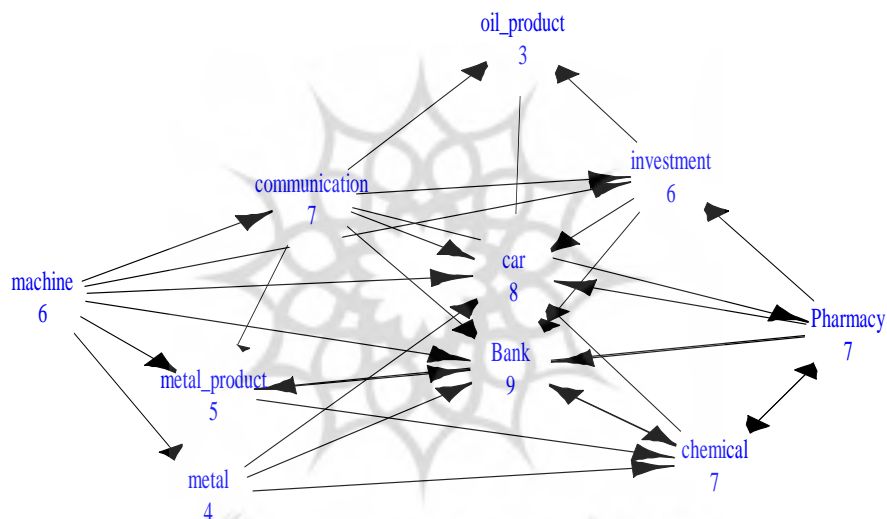 oil_product
3
investment
6
communication
7
car
8
machine
6
Pharmacy
7
Bank
9
metal_product
5
chemical
7
metal
4